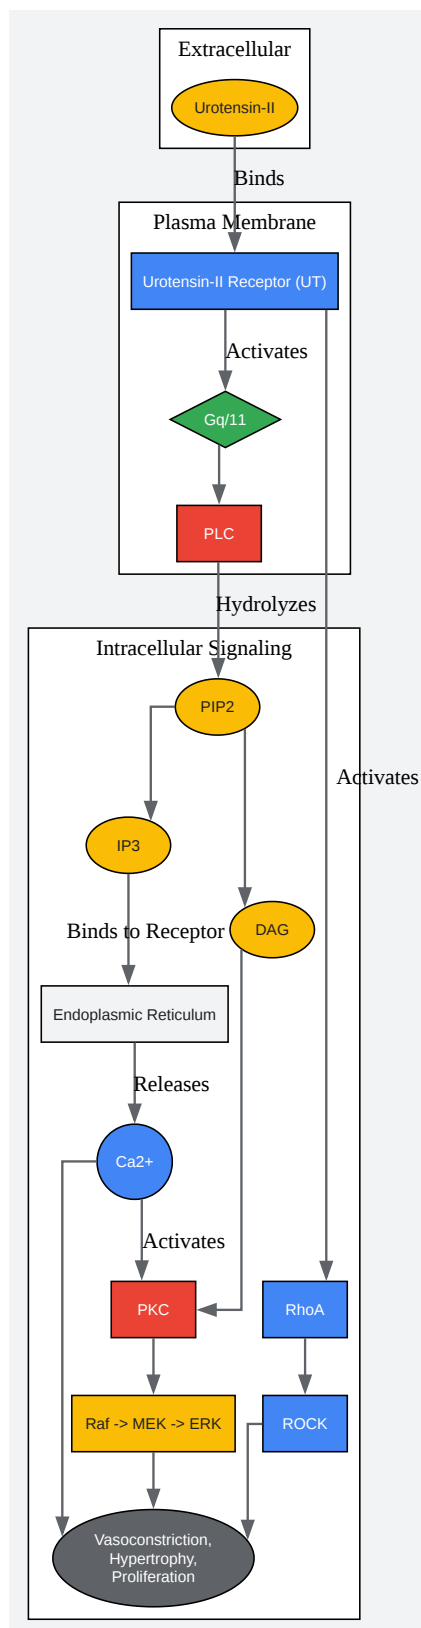 Extracellular
Urotensin-II
Binds
Plasma Membrane
Urotensin-II Receptor (UT)
Activates
Gq/11
PLC
Hydrolyzes
Intracellular Signaling
PIP2
Activates
IP3
Binds to Receptor
DAG
Endoplasmic Reticulum
Releases
Ca2+
Activates
PKC
RhoA
Raf -> MEK -> ERK
ROCK
Vasoconstriction,
Hypertrophy,
Proliferation